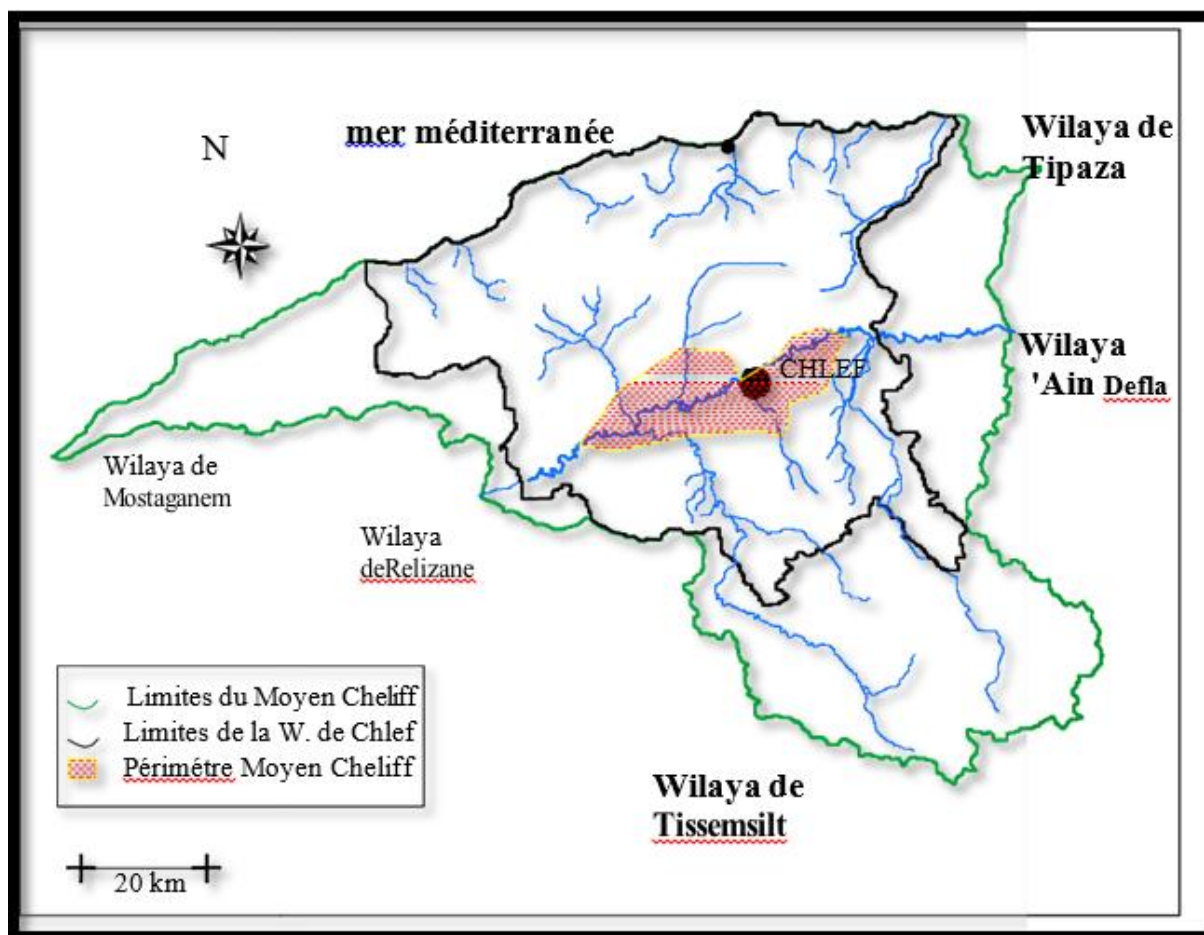 mer méditerranée
N
Wilaya de
Tipaza
CHLEF
Wilaya
'Ain Defla
Wilaya de
Mostaganem
Wilaya
deRelizane
Limites du Moyen Cheliff
Limites de la W. de Chlef
Périmétre Moyen Cheliff
Wilaya de
Tissemsilt
20 km